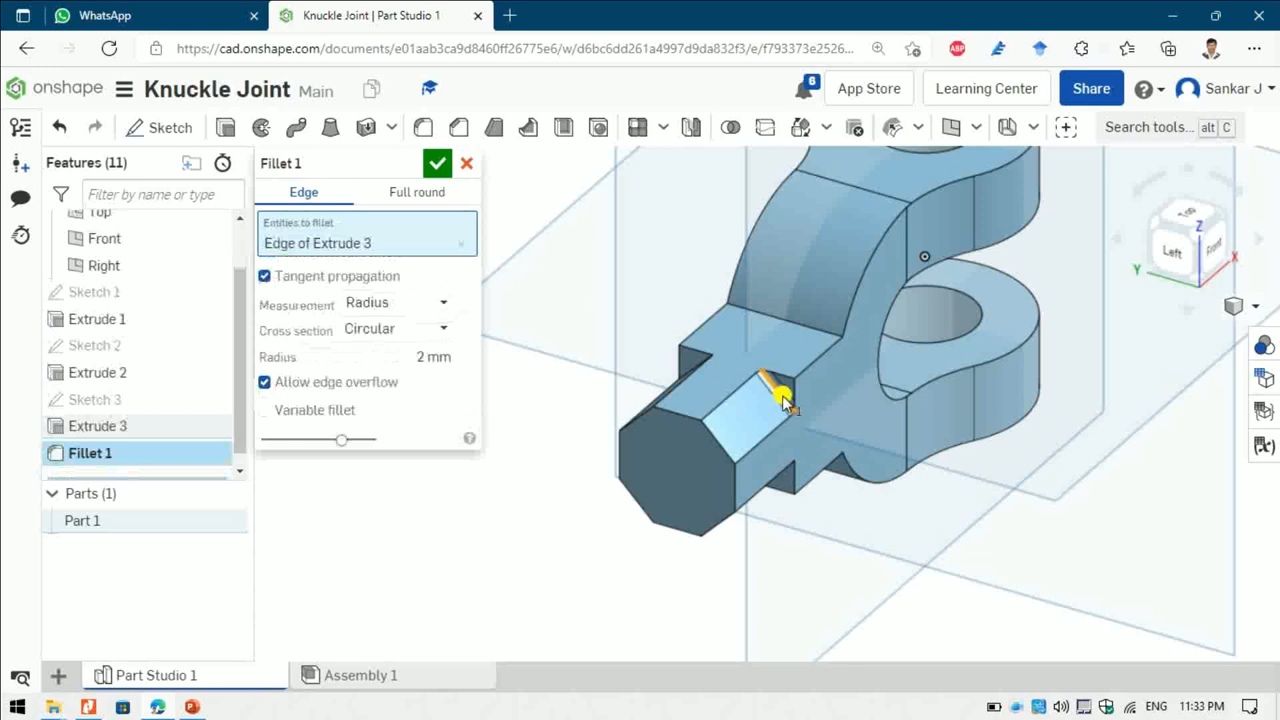 WhatsApp
Knuckle Joint | Part Studio 1
https://cad.onshape.com/documents/e01aab3ca9d8460ff26775e6/w/d6bc6dd261a4997d9da832f3/e/f793373e2526...
ABP
onshape
Knuckle Joint
Main
6
App Store
Learning Center
Share
Sankar J
Sketch
Search tools...
alt
C
Features (11)
Filter by name or type
Top
Front
Right
Sketch 1
Extrude 1
Sketch 2
Extrude 2
Sketch 3
Extrude 3
Fillet 1
Parts (1)
Part 1
Fillet 1
Edge
Full round
Entities to fillet
Edge of Extrude 3
Tangent propagation
Measurement
Radius
Cross section
Circular
Radius
2 mm
Allow edge overflow
Variable fillet
Z
Left
Front
Y
X
Part Studio 1
Assembly 1
ENG
11:33 PM